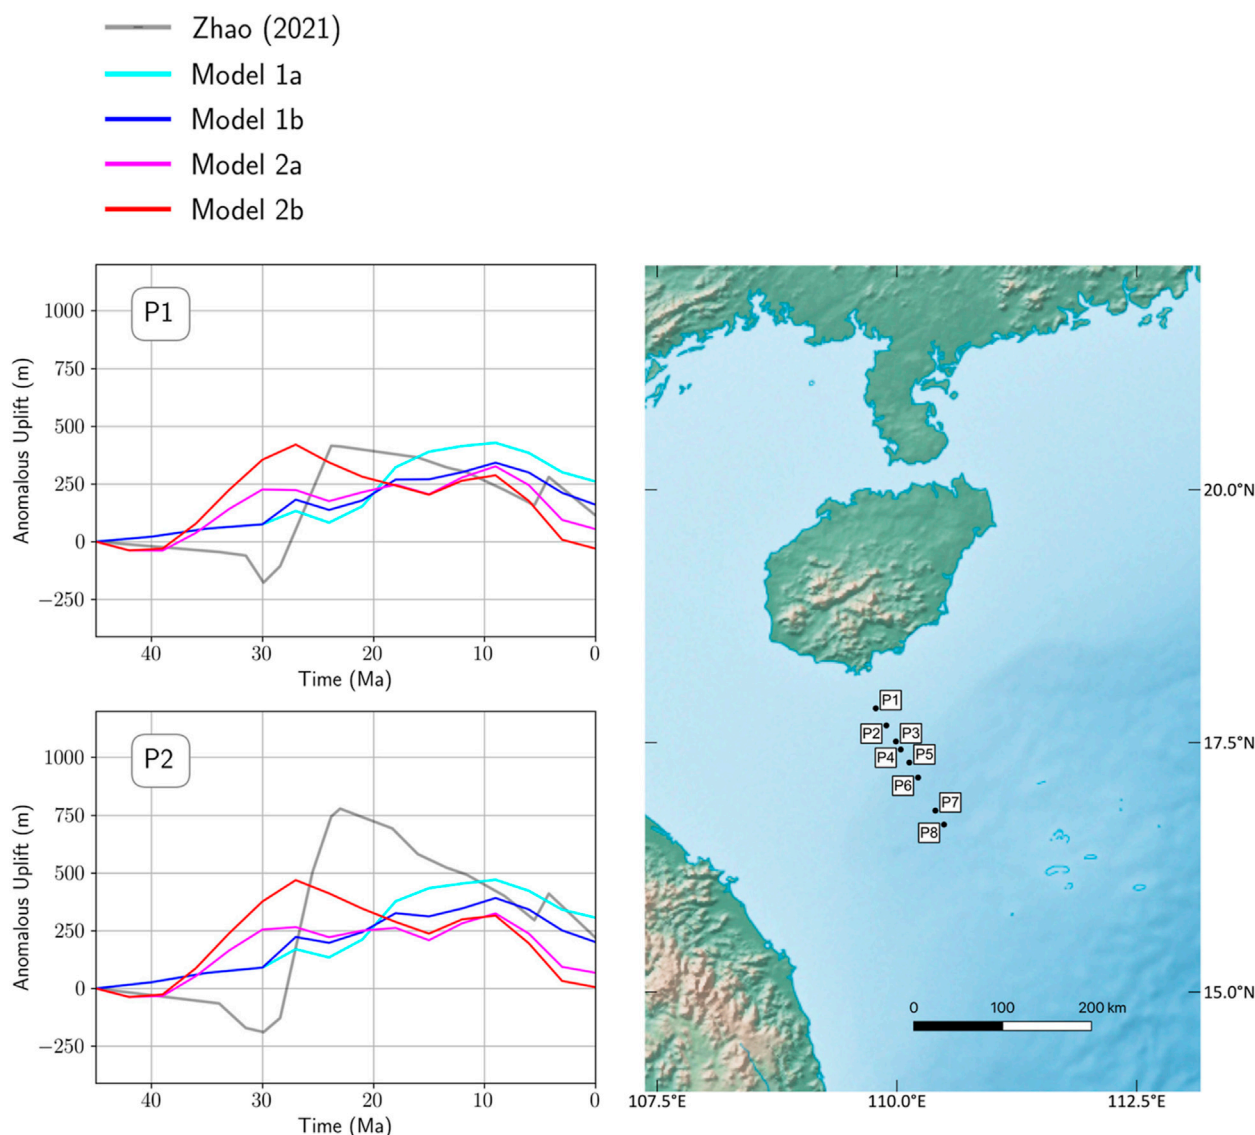 Zhao (2021)
Model 1a
Model 1b
Model 2a
Model 2b
P1
Anomalous Uplift (m)
1000
750
500
250
0
−250
40 30 20 10 0
Time (Ma)
P2
Anomalous Uplift (m)
1000
750
500
250
0
−250
40 30 20 10 0
Time (Ma)
20.0°N
17.5°N
15.0°N
P1
P2 P3
P4 P5
P6
P7
P8
0 100 200 km
107.5°E 110.0°E 112.5°E